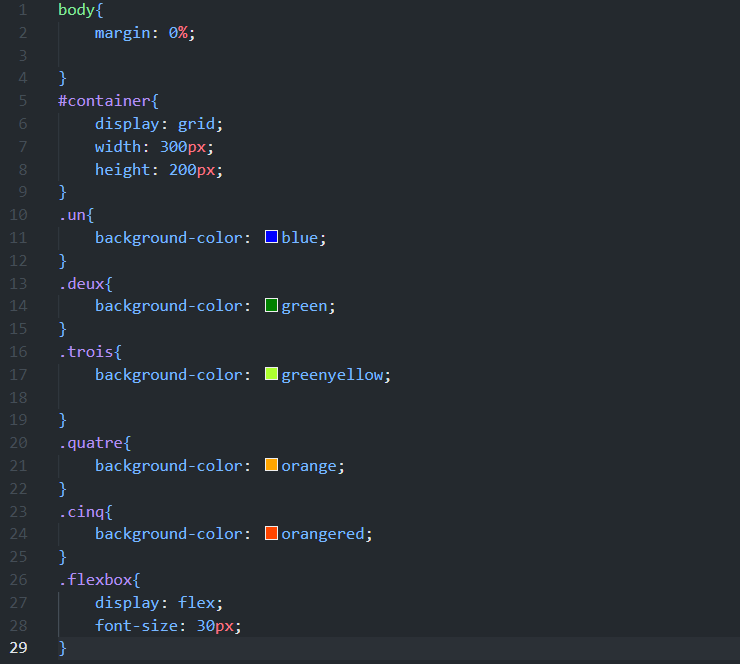 1 body{
2 margin: 0%;
3
4 }
5 #container{
6 display: grid;
7 width: 300px;
8 height: 200px;
9 }
10 .un{
11 background-color: blue;
12 }
13 .deux{
14 background-color: green;
15 }
16 .trois{
17 background-color: greenyellow;
18
19 }
20 .quatre{
21 background-color: orange;
22 }
23 .cinq{
24 background-color: orangered;
25 }
26 .flexbox{
27 display: flex;
28 font-size: 30px;
29 }